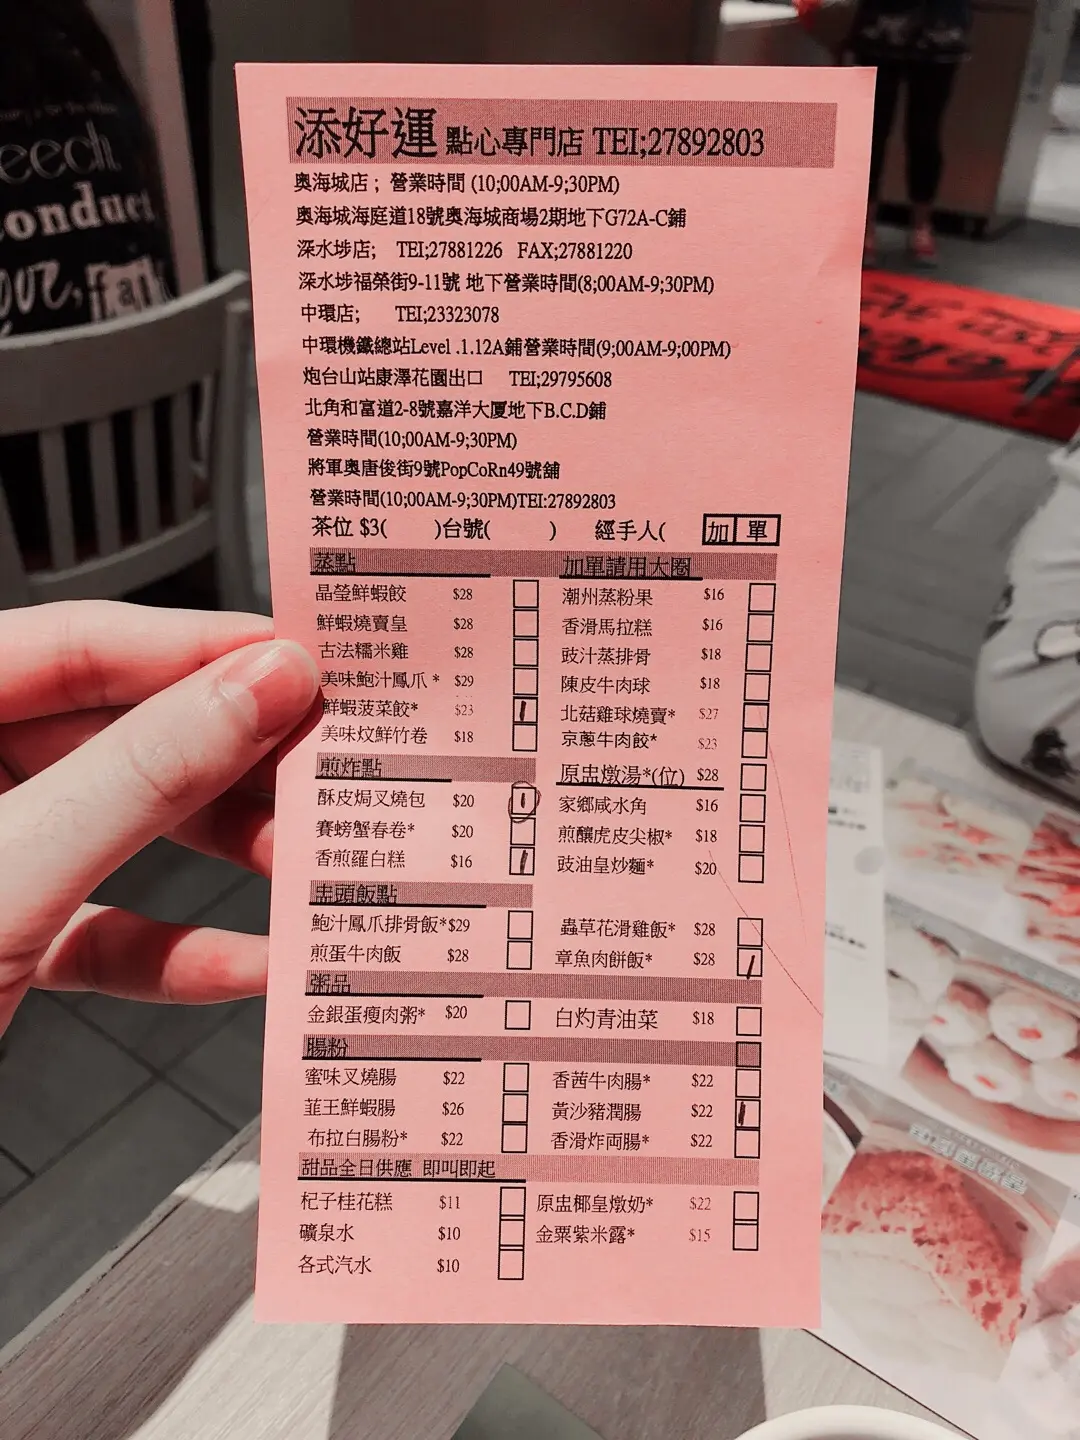 添好運 點心專門店 TEI;27892803
奧海城店；營業時間 (10;00AM-9;30PM)
奧海城海庭道18號奧海城商場2期地下G72A-C鋪
深水埗店； TEI;27881226 FAX;27881220
深水埗福榮街9-11號 地下營業時間(8;00AM-9;30PM)
中環店； TEI;23323078
中環機鐵總站Level .1.12A鋪營業時間(9;00AM-9;00PM)
炮台山站康澤花園出口 TEI;29795608
北角和富道2-8號嘉洋大厦地下B.C.D鋪
營業時間(10;00AM-9;30PM)
將軍奧唐俊街9號PopCoRn49號舖
營業時間(10;00AM-9;30PM)TEI:27892803
茶位 $3( )台號( ) 經手人( 加單
蒸點 加單請用大圈
晶瑩鮮蝦餃 $28 潮州蒸粉果 $16
鮮蝦燒賣皇 $28 香滑馬拉糕 $16
古法糯米雞 $28 豉汁蒸排骨 $18
美味鮑汁鳳爪 * $29 陳皮牛肉球 $18
鮮蝦菠菜餃* $23 北菇雞球燒賣* $27
美味炆鮮竹卷 $18 京蔥牛肉餃* $23
煎炸點 原盅燉湯*(位) $28
酥皮焗叉燒包 $20 家鄉咸水角 $16
賽螃蟹春卷* $20 煎釀虎皮尖椒* $18
香煎羅白糕 $16 豉油皇炒麵* $20
盅頭飯點
鮑汁鳳爪排骨飯*$29 蟲草花滑雞飯* $28
煎蛋牛肉飯 $28 章魚肉餅飯* $28
粥品
金銀蛋瘦肉粥* $20 白灼青油菜 $18
腸粉
蜜味叉燒腸 $22 香茜牛肉腸* $22
韮王鮮蝦腸 $26 黃沙豬潤腸 $22
布拉白腸粉* $22 香滑炸両腸* $22
甜品全日供應 即叫即起
杞子桂花糕 $11 原盅椰皇燉奶* $22
礦泉水 $10 金粟紫米露* $15
各式汽水 $10
eech
onduct
ove,